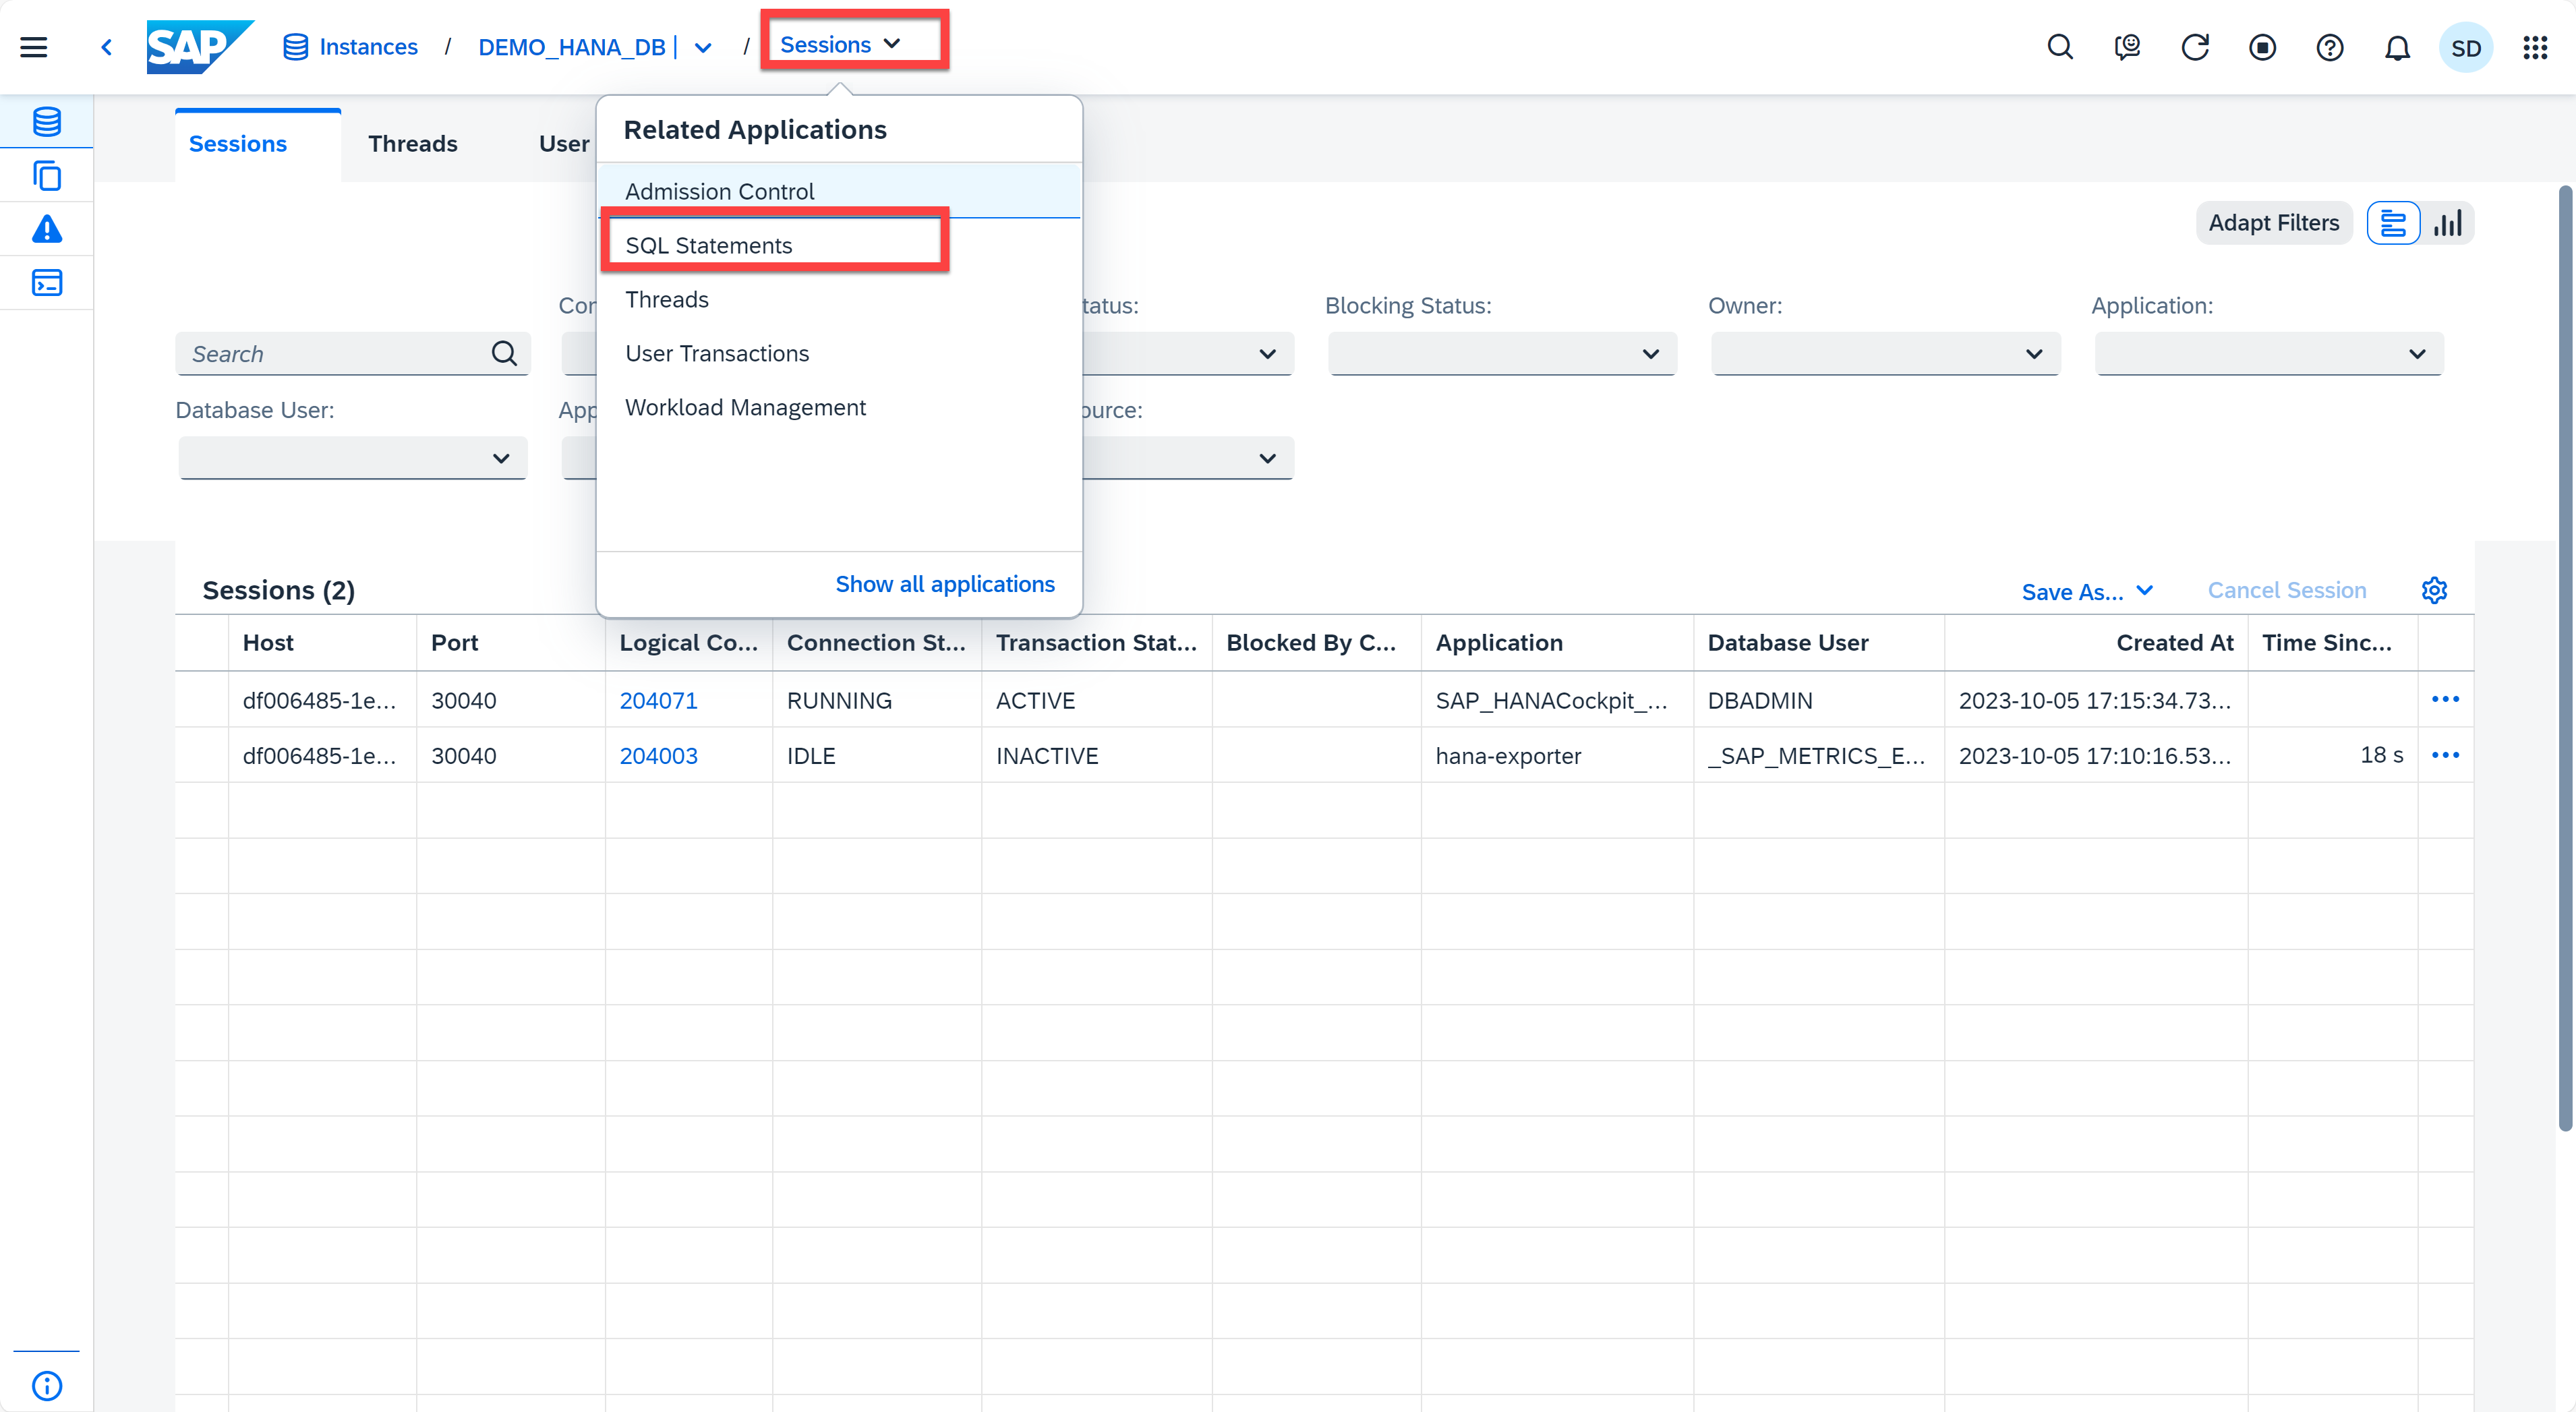 SAP Instances / DEMO_HANA_DB | / Sessions SD
Sessions Threads User
Related Applications
Admission Control
SQL Statements
Threads
User Transactions
Workload Management
Show all applications
Adapt Filters
Con tatus: Blocking Status: Owner: Application:
Search
Database User: App ource:
Sessions (2) Save As... Cancel Session
Host Port Logical Co... Connection St... Transaction Stat... Blocked By C... Application Database User Created At Time Sinc...
df006485-1e... 30040 204071 RUNNING ACTIVE SAP_HANACockpit_... DBADMIN 2023-10-05 17:15:34.73... •••
df006485-1e... 30040 204003 IDLE INACTIVE hana-exporter _SAP_METRICS_E... 2023-10-05 17:10:16.53... 18 s •••